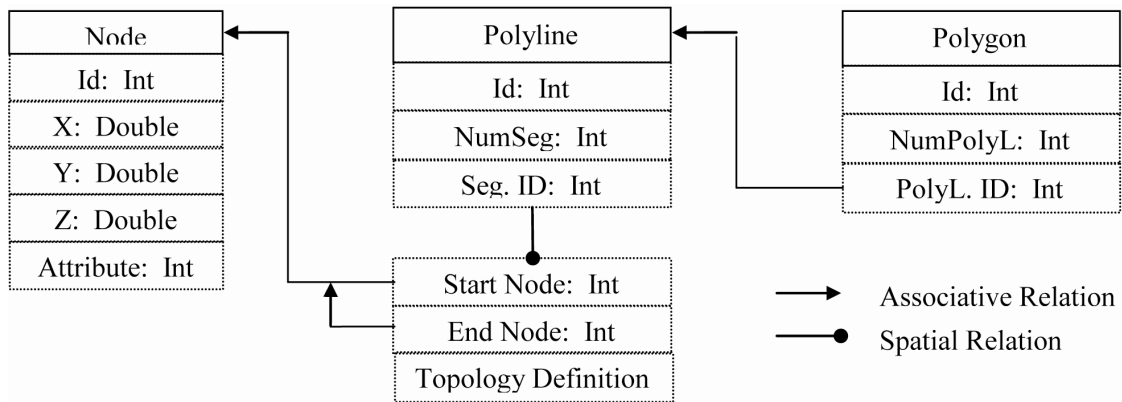 Node
Id: Int
X: Double
Y: Double
Z: Double
Attribute: Int
Polyline
Id: Int
NumSeg: Int
Seg. ID: Int
Start Node: Int
End Node: Int
Topology Definition
Polygon
Id: Int
NumPolyL: Int
PolyL. ID: Int
Associative Relation
Spatial Relation